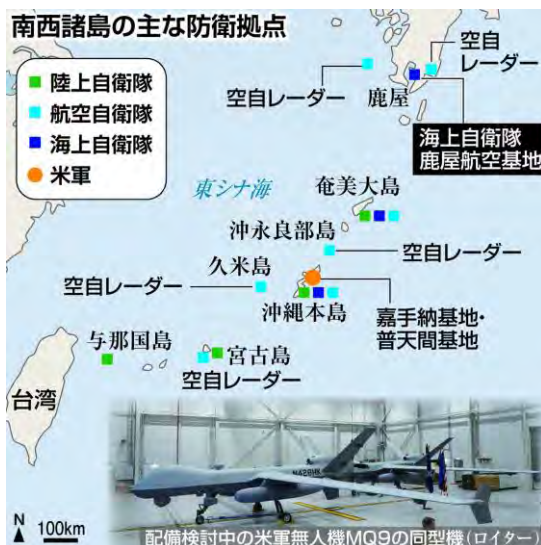 南西諸島の主な防衛拠点
陸上自衛隊
航空自衛隊
海上自衛隊
米軍
空自レーダー
空自
レーダー
鹿屋
海上自衛隊
鹿屋航空基地
東シナ海
奄美大島
沖永良部島
空自レーダー
久米島
空自レーダー
沖縄本島
嘉手納基地・
普天間基地
与那国島
宮古島
空自レーダー
台湾
N
100km
配備検討中の米軍無人機MQ9の同型機(ロイター)